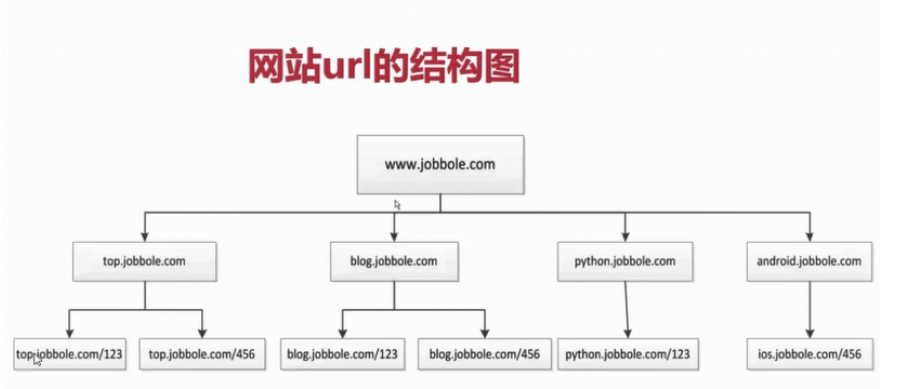 网站url的结构图
www.jobbole.com
top.jobbole.com
blog.jobbole.com
python.jobbole.com
android.jobbole.com
top.jobbole.com/123
top.jobbole.com/456
blog.jobbole.com/123
blog.jobbole.com/456
python.jobbole.com/123
ios.jobbole.com/456